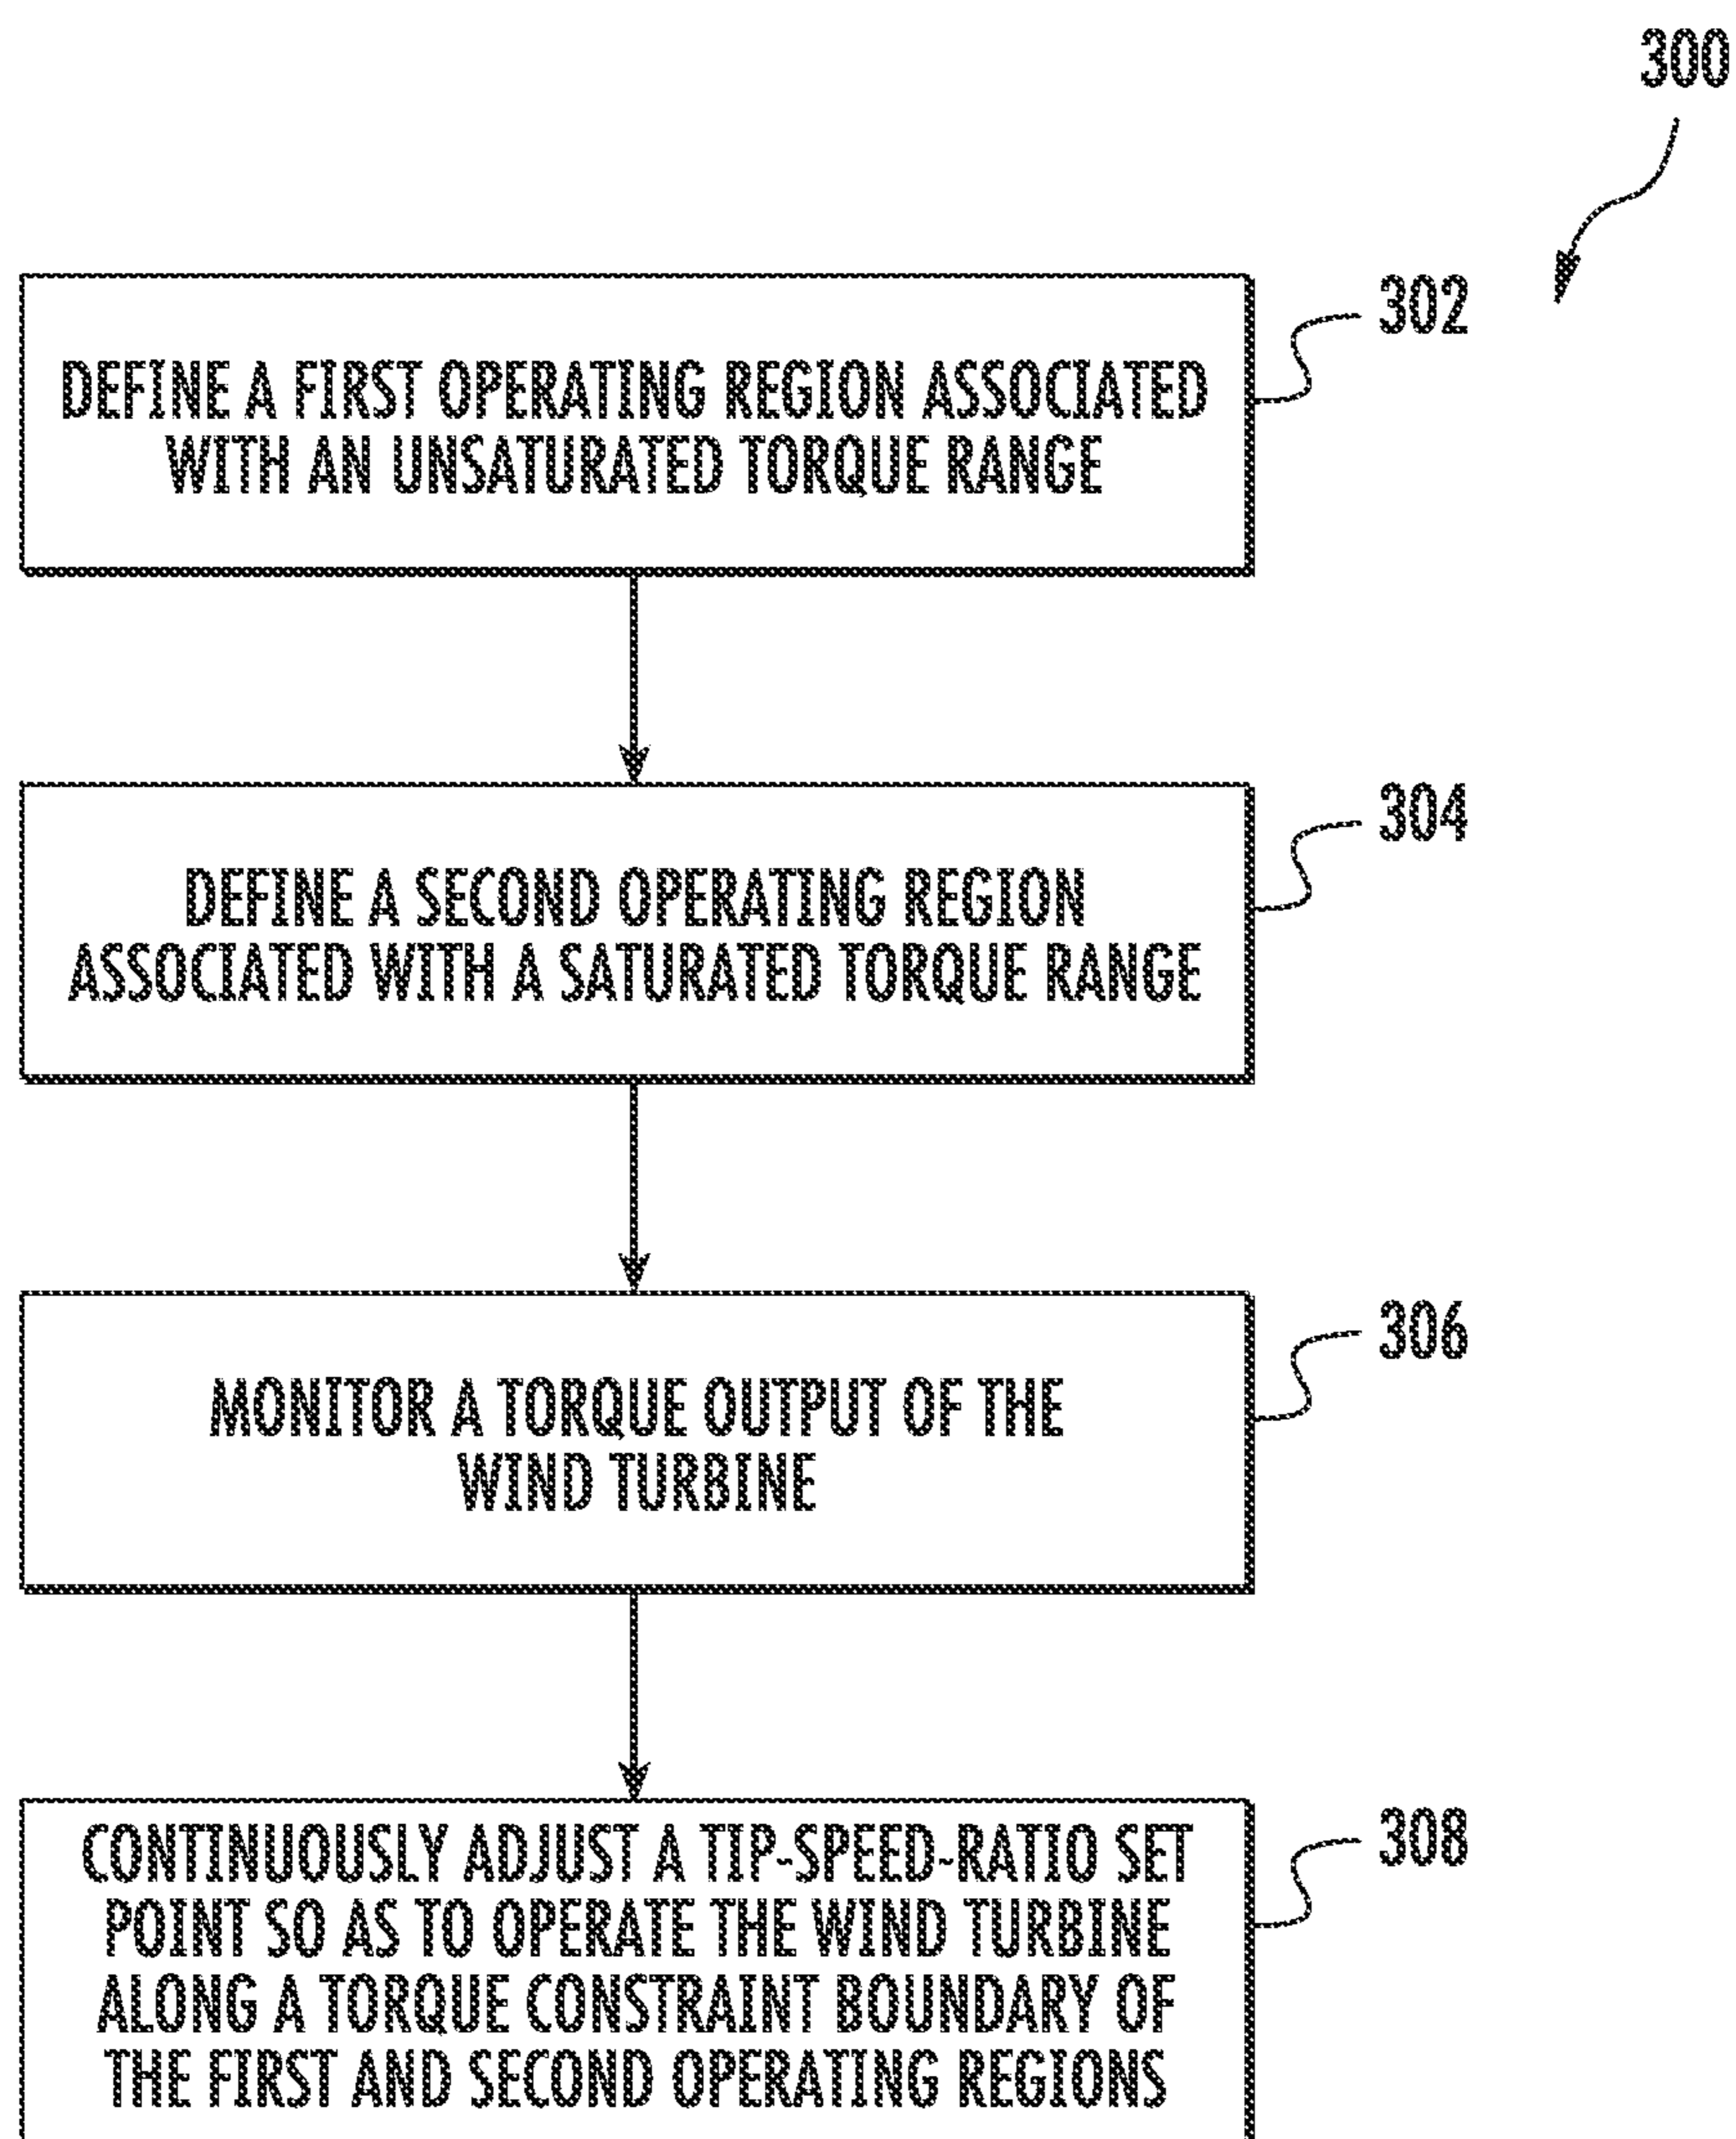 300
302
DEFINE A FIRST OPERATING REGION ASSOCIATED
WITH AN UNSATURATED TORQUE RANGE
304
DEFINE A SECOND OPERATING REGION
ASSOCIATED WITH A SATURATED TORQUE RANGE
306
MONITOR A TORQUE OUTPUT OF THE
WIND TURBINE
308
CONTINUOUSLY ADJUST A TIP-SPEED-RATIO SET
POINT SO AS TO OPERATE THE WIND TURBINE
ALONG A TORQUE CONSTRAINT BOUNDARY OF
THE FIRST AND SECOND OPERATING REGIONS